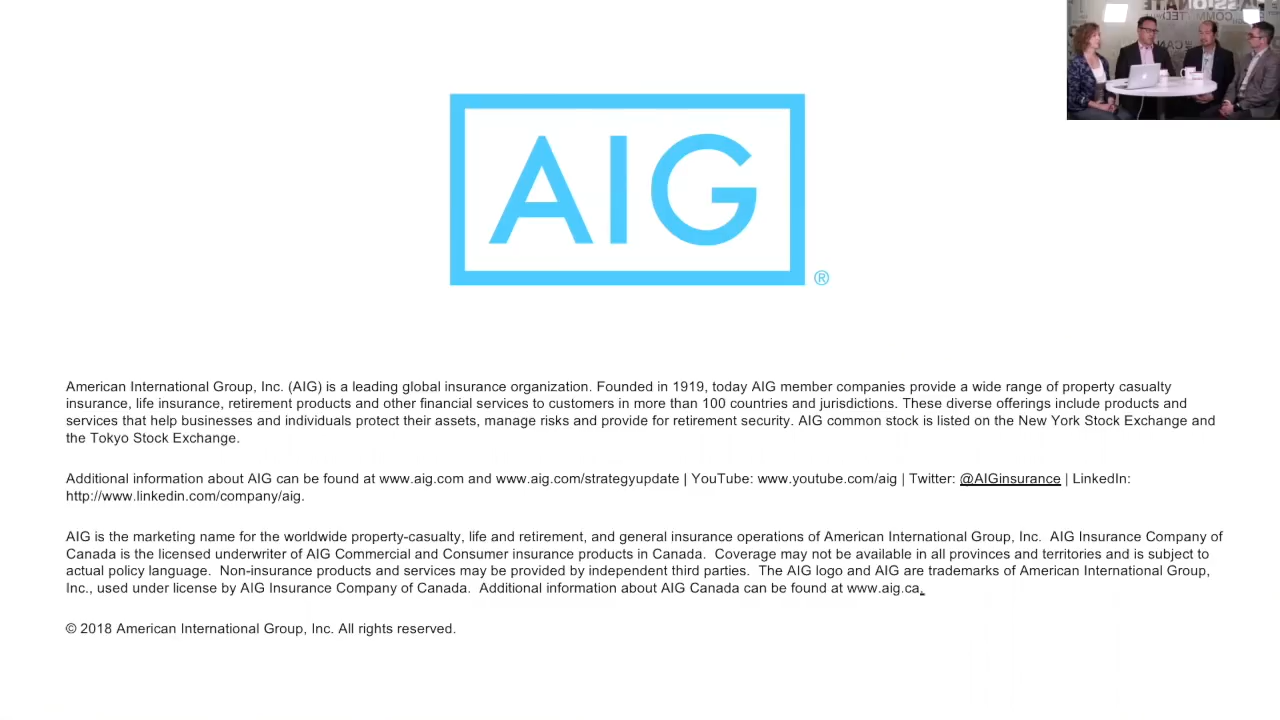 PASSIONATE
COMM TECH
#CAN
AIG
®
American International Group, Inc. (AIG) is a leading global insurance organization. Founded in 1919, today AIG member companies provide a wide range of property casualty
insurance, life insurance, retirement products and other financial services to customers in more than 100 countries and jurisdictions. These diverse offerings include products and
services that help businesses and individuals protect their assets, manage risks and provide for retirement security. AIG common stock is listed on the New York Stock Exchange and
the Tokyo Stock Exchange.
Additional information about AIG can be found at www.aig.com and www.aig.com/strategyupdate | YouTube: www.youtube.com/aig | Twitter: @AIGinsurance | LinkedIn:
http://www.linkedin.com/company/aig.
AIG is the marketing name for the worldwide property-casualty, life and retirement, and general insurance operations of American International Group, Inc.  AIG Insurance Company of
Canada is the licensed underwriter of AIG Commercial and Consumer insurance products in Canada.  Coverage may not be available in all provinces and territories and is subject to
actual policy language.  Non-insurance products and services may be provided by independent third parties.  The AIG logo and AIG are trademarks of American International Group,
Inc., used under license by AIG Insurance Company of Canada.  Additional information about AIG Canada can be found at www.aig.ca.
© 2018 American International Group, Inc. All rights reserved.